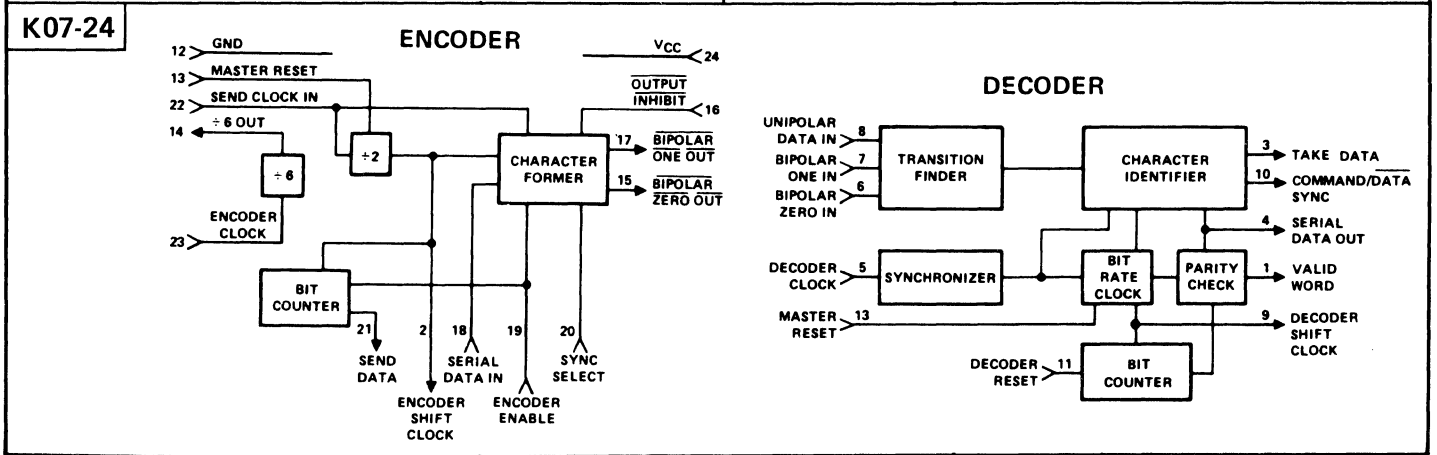 K07-24
ENCODER
12 GND
VCC 24
13 MASTER RESET
22 SEND CLOCK IN
OUTPUT
INHIBIT
16
14 ÷ 6 OUT
÷ 6
÷2
CHARACTER
FORMER
17 BIPOLAR
ONE OUT
15 BIPOLAR
ZERO OUT
ENCODER
CLOCK
23
BIT
COUNTER
21
SEND
DATA
2
ENCODER
SHIFT
CLOCK
18
SERIAL
DATA IN
19
ENCODER
ENABLE
20
SYNC
SELECT
DECODER
UNIPOLAR
DATA IN
8
BIPOLAR
ONE IN
7
BIPOLAR
ZERO IN
6
TRANSITION
FINDER
CHARACTER
IDENTIFIER
3 TAKE DATA
10 COMMAND/DATA
SYNC
4 SERIAL
DATA OUT
DECODER
CLOCK
5
SYNCHRONIZER
BIT
RATE
CLOCK
PARITY
CHECK
1 VALID
WORD
MASTER
RESET
13
9 DECODER
SHIFT
CLOCK
DECODER
RESET
11
BIT
COUNTER